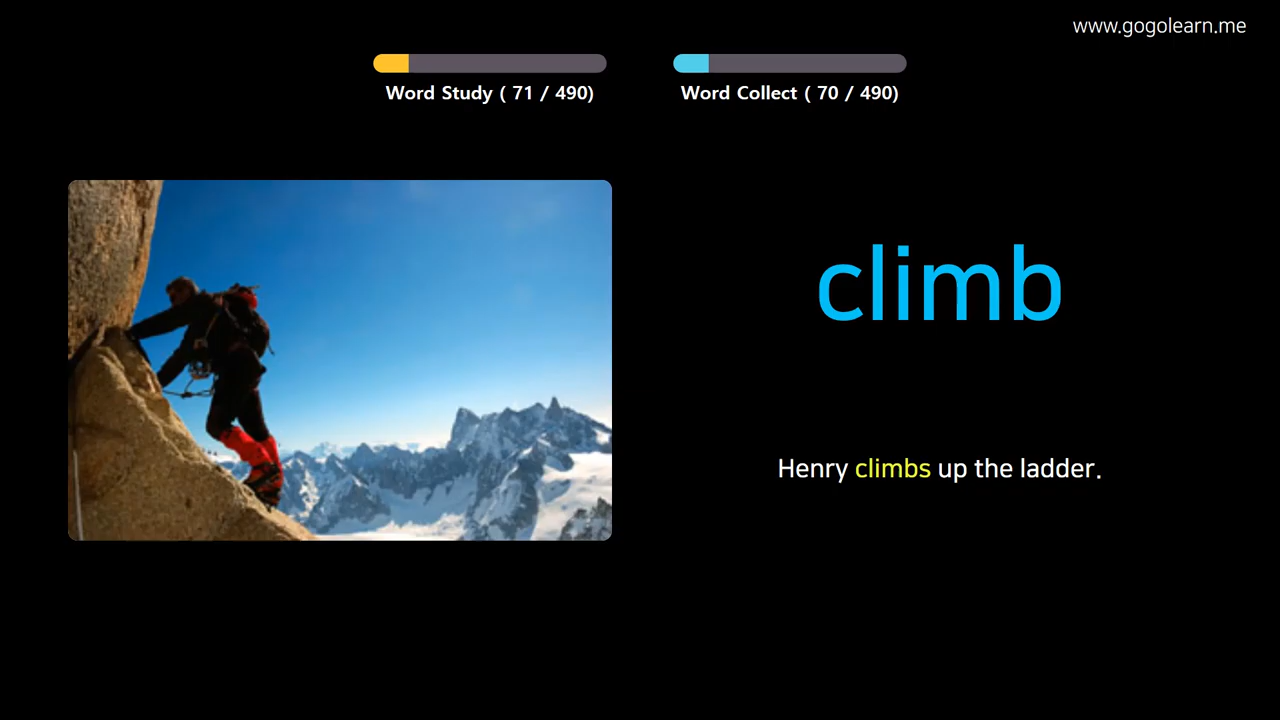 www.gogolearn.me
Word Study ( 71 / 490)
Word Collect ( 70 / 490)
climb
Henry climbs up the ladder.